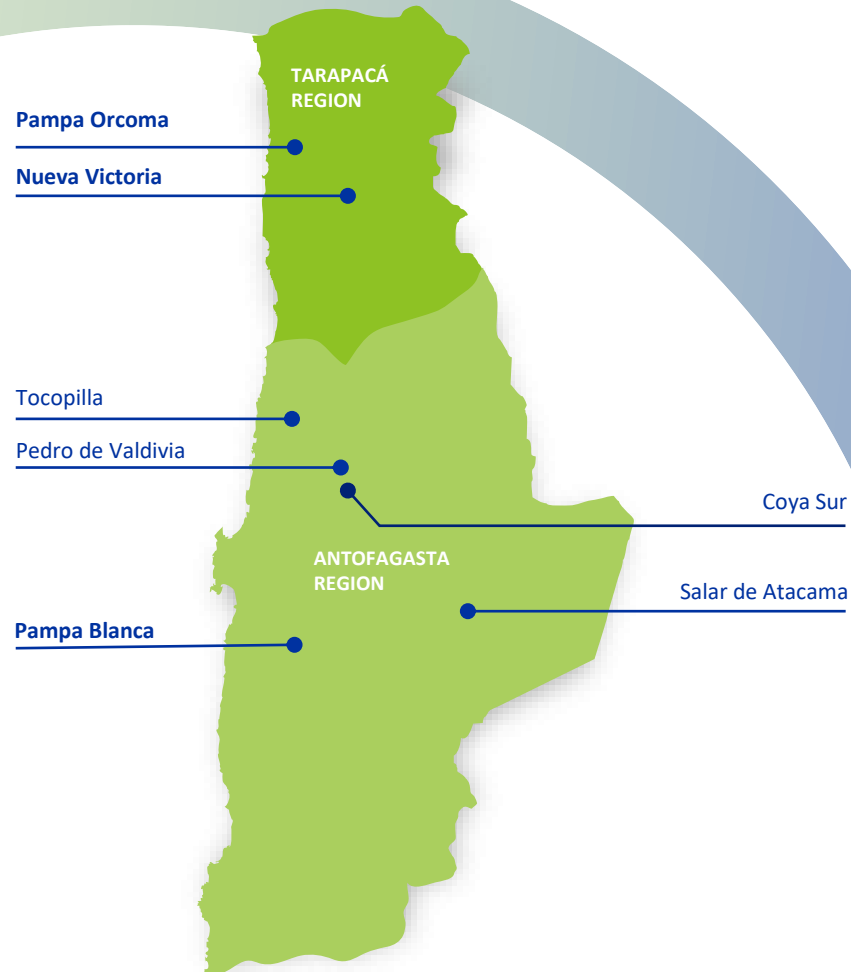 TARAPACÁ
REGION
Pampa Orcoma
Nueva Victoria
Tocopilla
Pedro de Valdivia
Coya Sur
ANTOFAGASTA
REGION
Salar de Atacama
Pampa Blanca